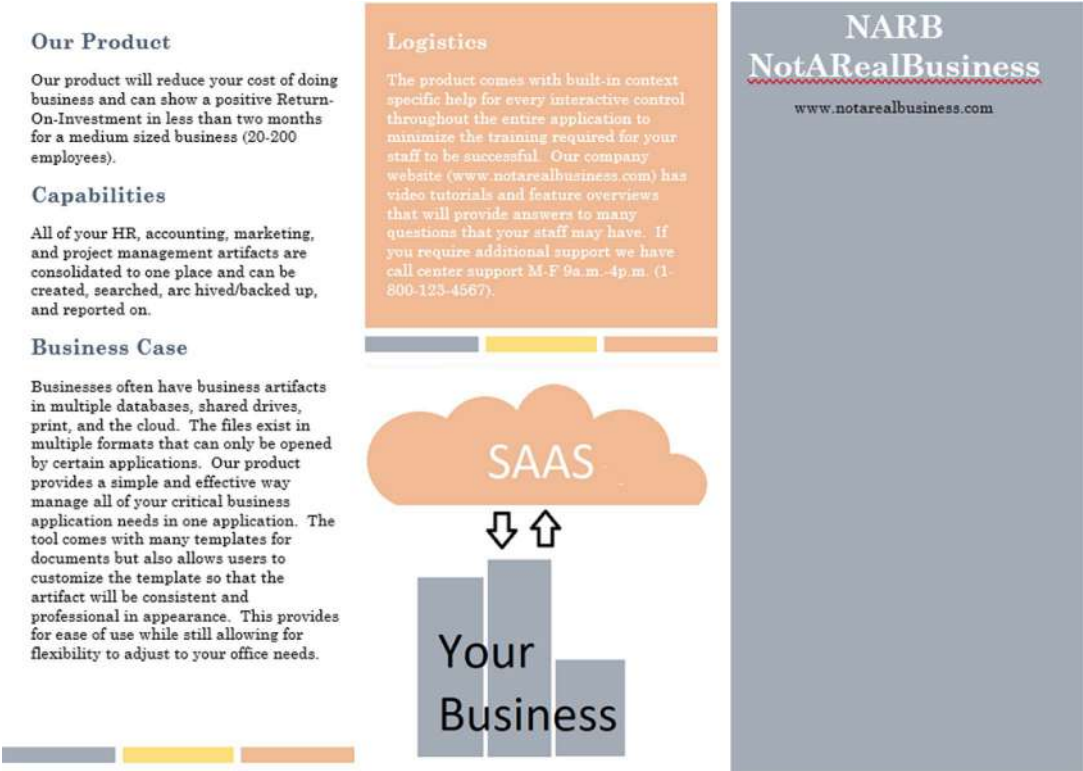 Our Product
Our product will reduce your cost of doing
business and can show a positive Return-
On-Investment in less than two months
for a medium sized business (20-200
employees).
Capabilities
All of your HR, accounting, marketing,
and project management artifacts are
consolidated to one place and can be
created, searched, arc hived/backed up,
and reported on.
Business Case
Businesses often have business artifacts
in multiple databases, shared drives,
print, and the cloud.  The files exist in
multiple formats that can only be opened
by certain applications.  Our product
provides a simple and effective way
manage all of your critical business
application needs in one application.  The
tool comes with many templates for
documents but also allows users to
customize the template so that the
artifact will be consistent and
professional in appearance.  This provides
for ease of use while still allowing for
flexibility to adjust to your office needs.
Logistics
The product comes with built-in context
specific help for every interactive control
throughout the entire application to
minimize the training required for your
staff to be successful.  Our company
website (www.notarealbusiness.com) has
video tutorials and feature overviews
that will provide answers to many
questions that your staff may have.  If
you require additional support we have
call center support M-F 9a.m.-4p.m. (1-
800-123-4567).
SAAS
Your
Business
NARB
NotARealBusiness
www.notarealbusiness.com